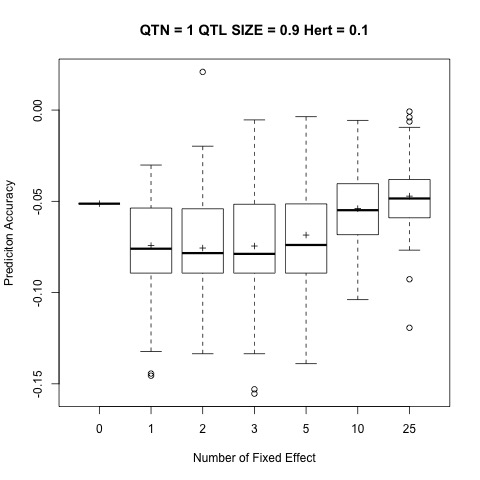 QTN = 1 QTL SIZE = 0.9 Hert = 0.1
0.00
-0.05
-0.10
-0.15
Prediciton Accuracy
0 1 2 3 5 10 25
Number of Fixed Effect